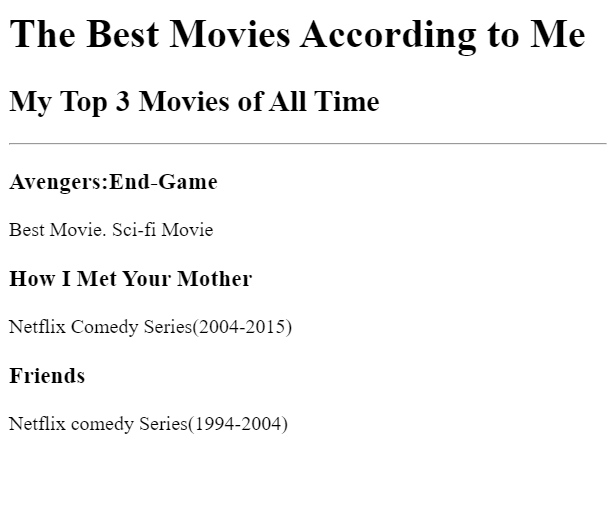 The Best Movies According to Me
My Top 3 Movies of All Time
Avengers:End-Game
Best Movie. Sci-fi Movie
How I Met Your Mother
Netflix Comedy Series(2004-2015)
Friends
Netflix comedy Series(1994-2004)